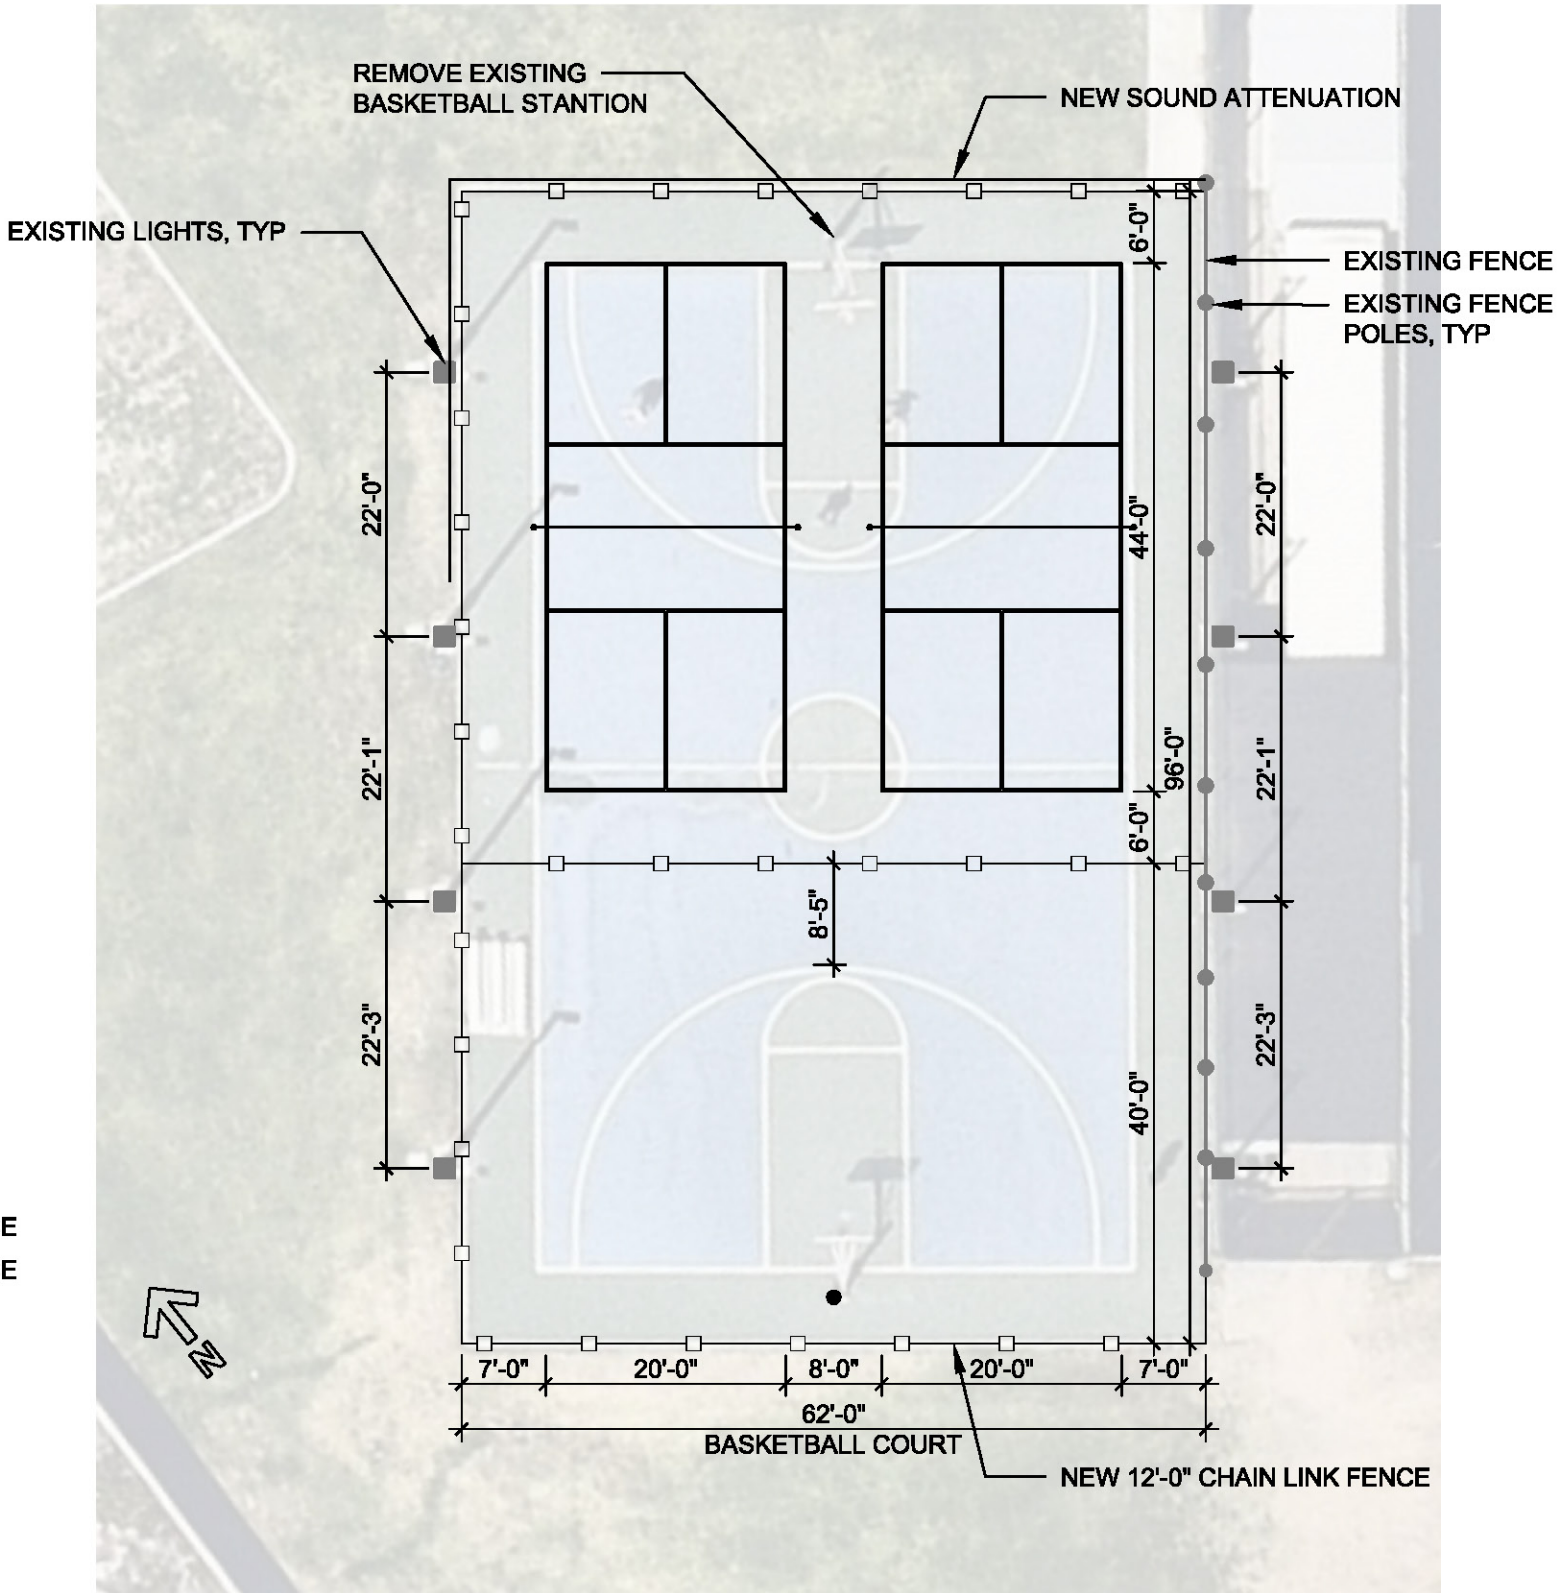 REMOVE EXISTING
BASKETBALL STANTION
NEW SOUND ATTENUATION
EXISTING LIGHTS, TYP
6'-0"
EXISTING FENCE
EXISTING FENCE
POLES, TYP
22'-0"
44'-0"
22'-0"
22'-1"
96'-0"
22'-1"
6'-0"
8'-5"
22'-3"
40'-0"
22'-3"
E
E
N
7'-0"
20'-0"
8'-0"
20'-0"
7'-0"
62'-0"
BASKETBALL COURT
NEW 12'-0" CHAIN LINK FENCE